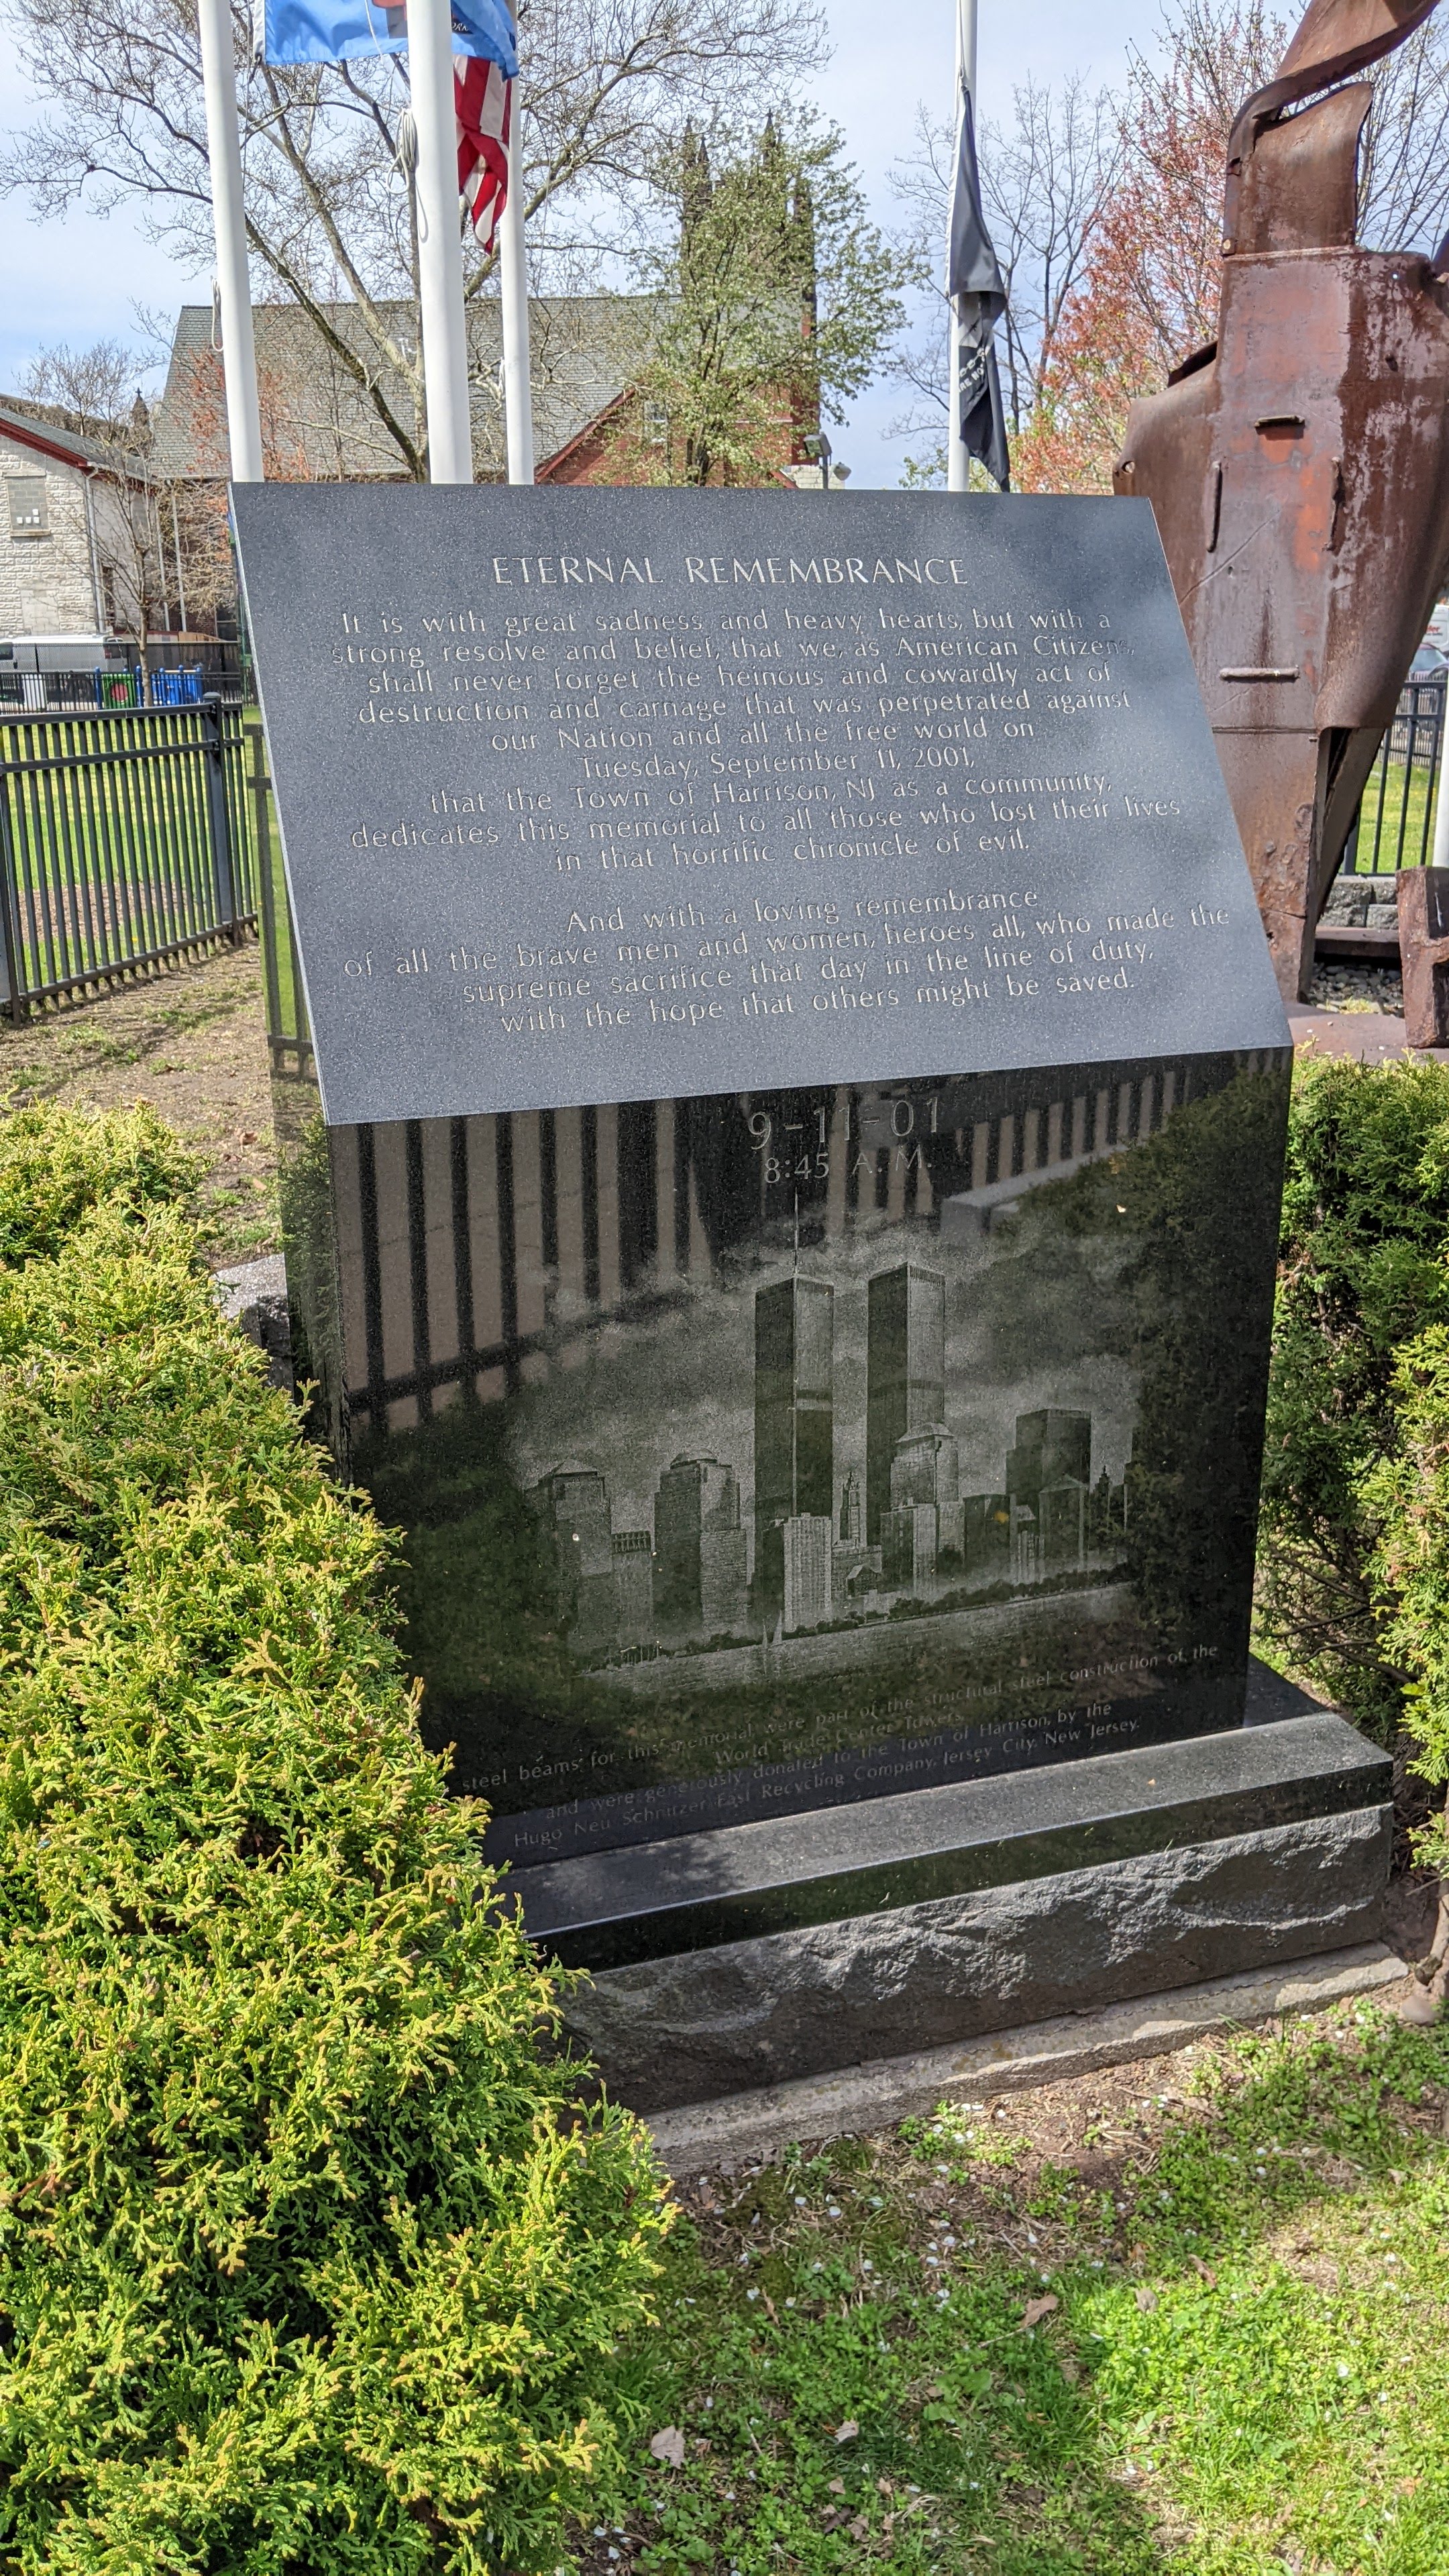 ETERNAL REMEMBRANCE
It is with great sadness and heavy hearts, but with a
strong resolve and belief, that we, as American Citizens,
shall never forget the heinous and cowardly act of
destruction and carnage that was perpetrated against
our Nation and all the free world on
Tuesday, September 11, 2001,
that the Town of Harrison, NJ as a community,
dedicates this memorial to all those who lost their lives
in that horrific chronicle of evil.
And with a loving remembrance
of all the brave men and women, heroes all, who made the
supreme sacrifice that day in the line of duty,
with the hope that others might be saved.
9-11-01
8:45 A.M.
steel beams for this memorial were part of the structural steel construction of the
World Trade Center Towers
and were generously donated to the Town of Harrison, by the
Hugo Neu Schnitzer East Recycling Company, Jersey City, New Jersey.